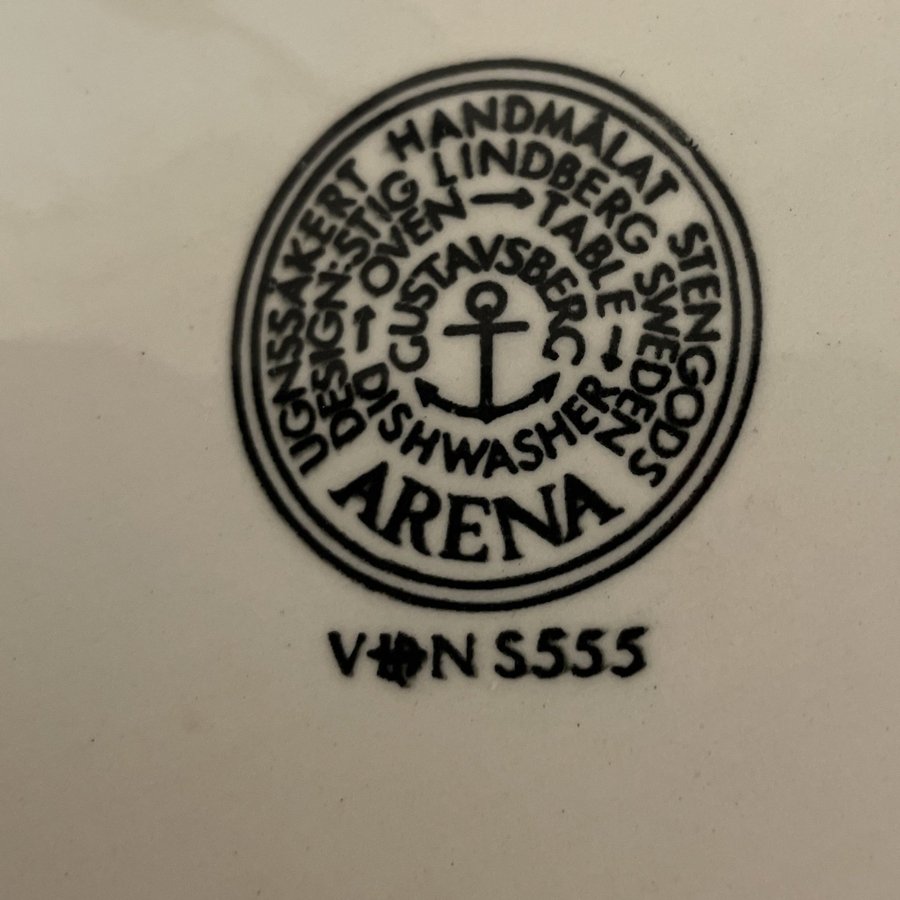 UGNSSÄKERT HANDMÅLAT STENGODS
DESIGN:STIG LINDBERG SWEDEN
OVEN → TABLE → DISHWASHER →
GUSTAVSBERG
ARENA
N S555